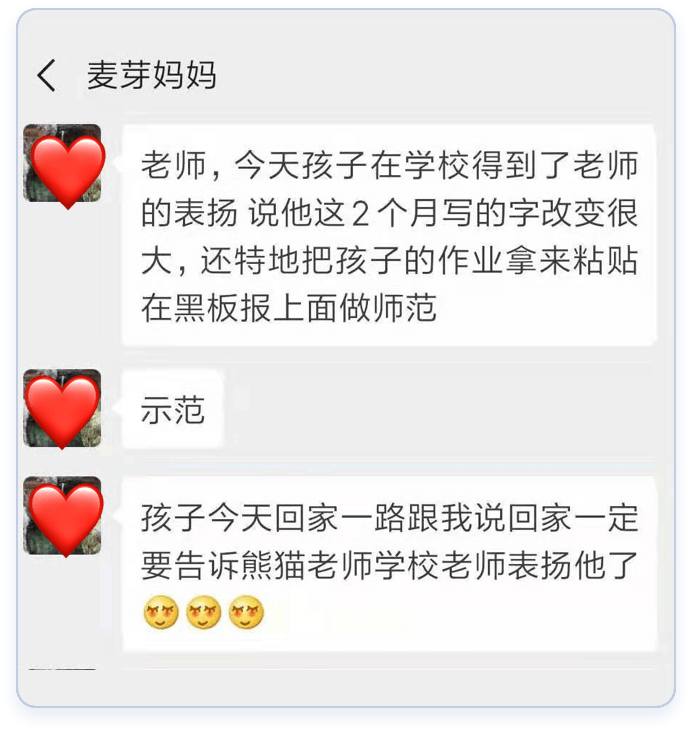 麦芽妈妈
老师，今天孩子在学校得到了老师
的表扬 说他这2个月写的字改变很
大，还特地把孩子的作业拿来粘贴
在黑板报上面做师范
示范
孩子今天回家一路跟我说回家一定
要告诉熊猫老师学校老师表扬他了